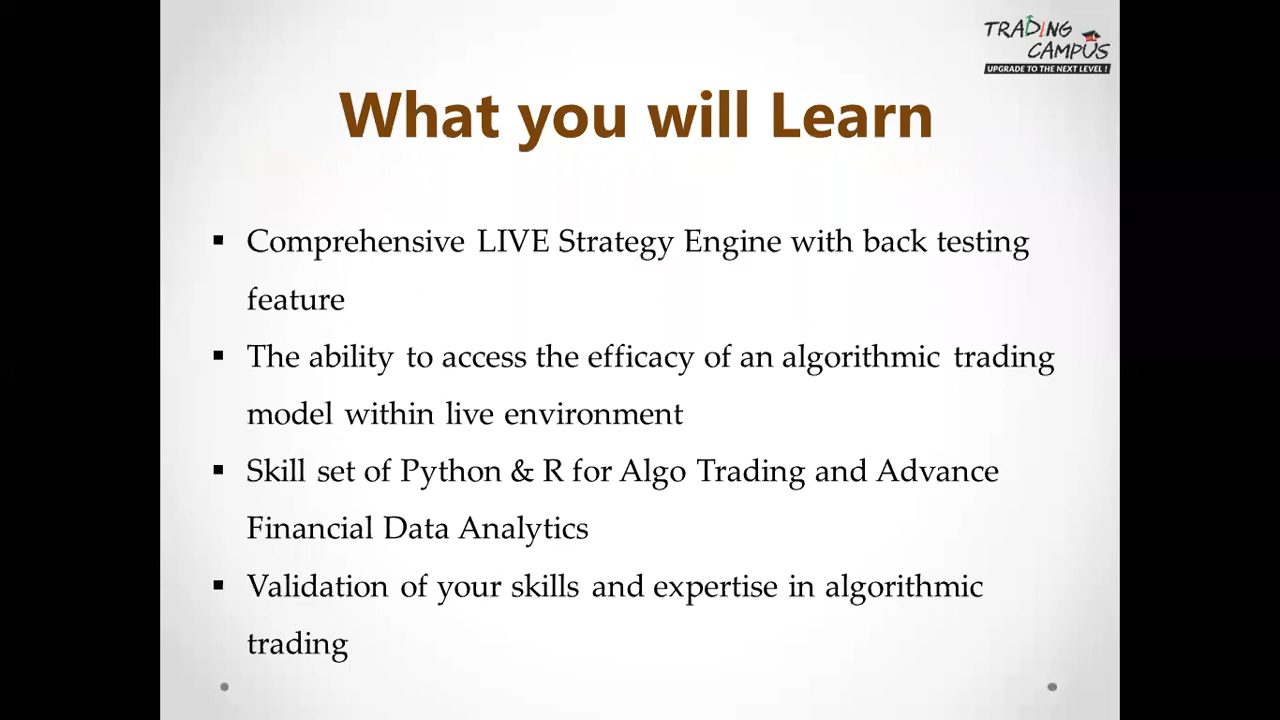 TRADING
CAMPUS
UPGRADE TO THE NEXT LEVEL !
What you will Learn
▪ Comprehensive LIVE Strategy Engine with back testing
feature
▪ The ability to access the efficacy of an algorithmic trading
model within live environment
▪ Skill set of Python & R for Algo Trading and Advance
Financial Data Analytics
▪ Validation of your skills and expertise in algorithmic
trading